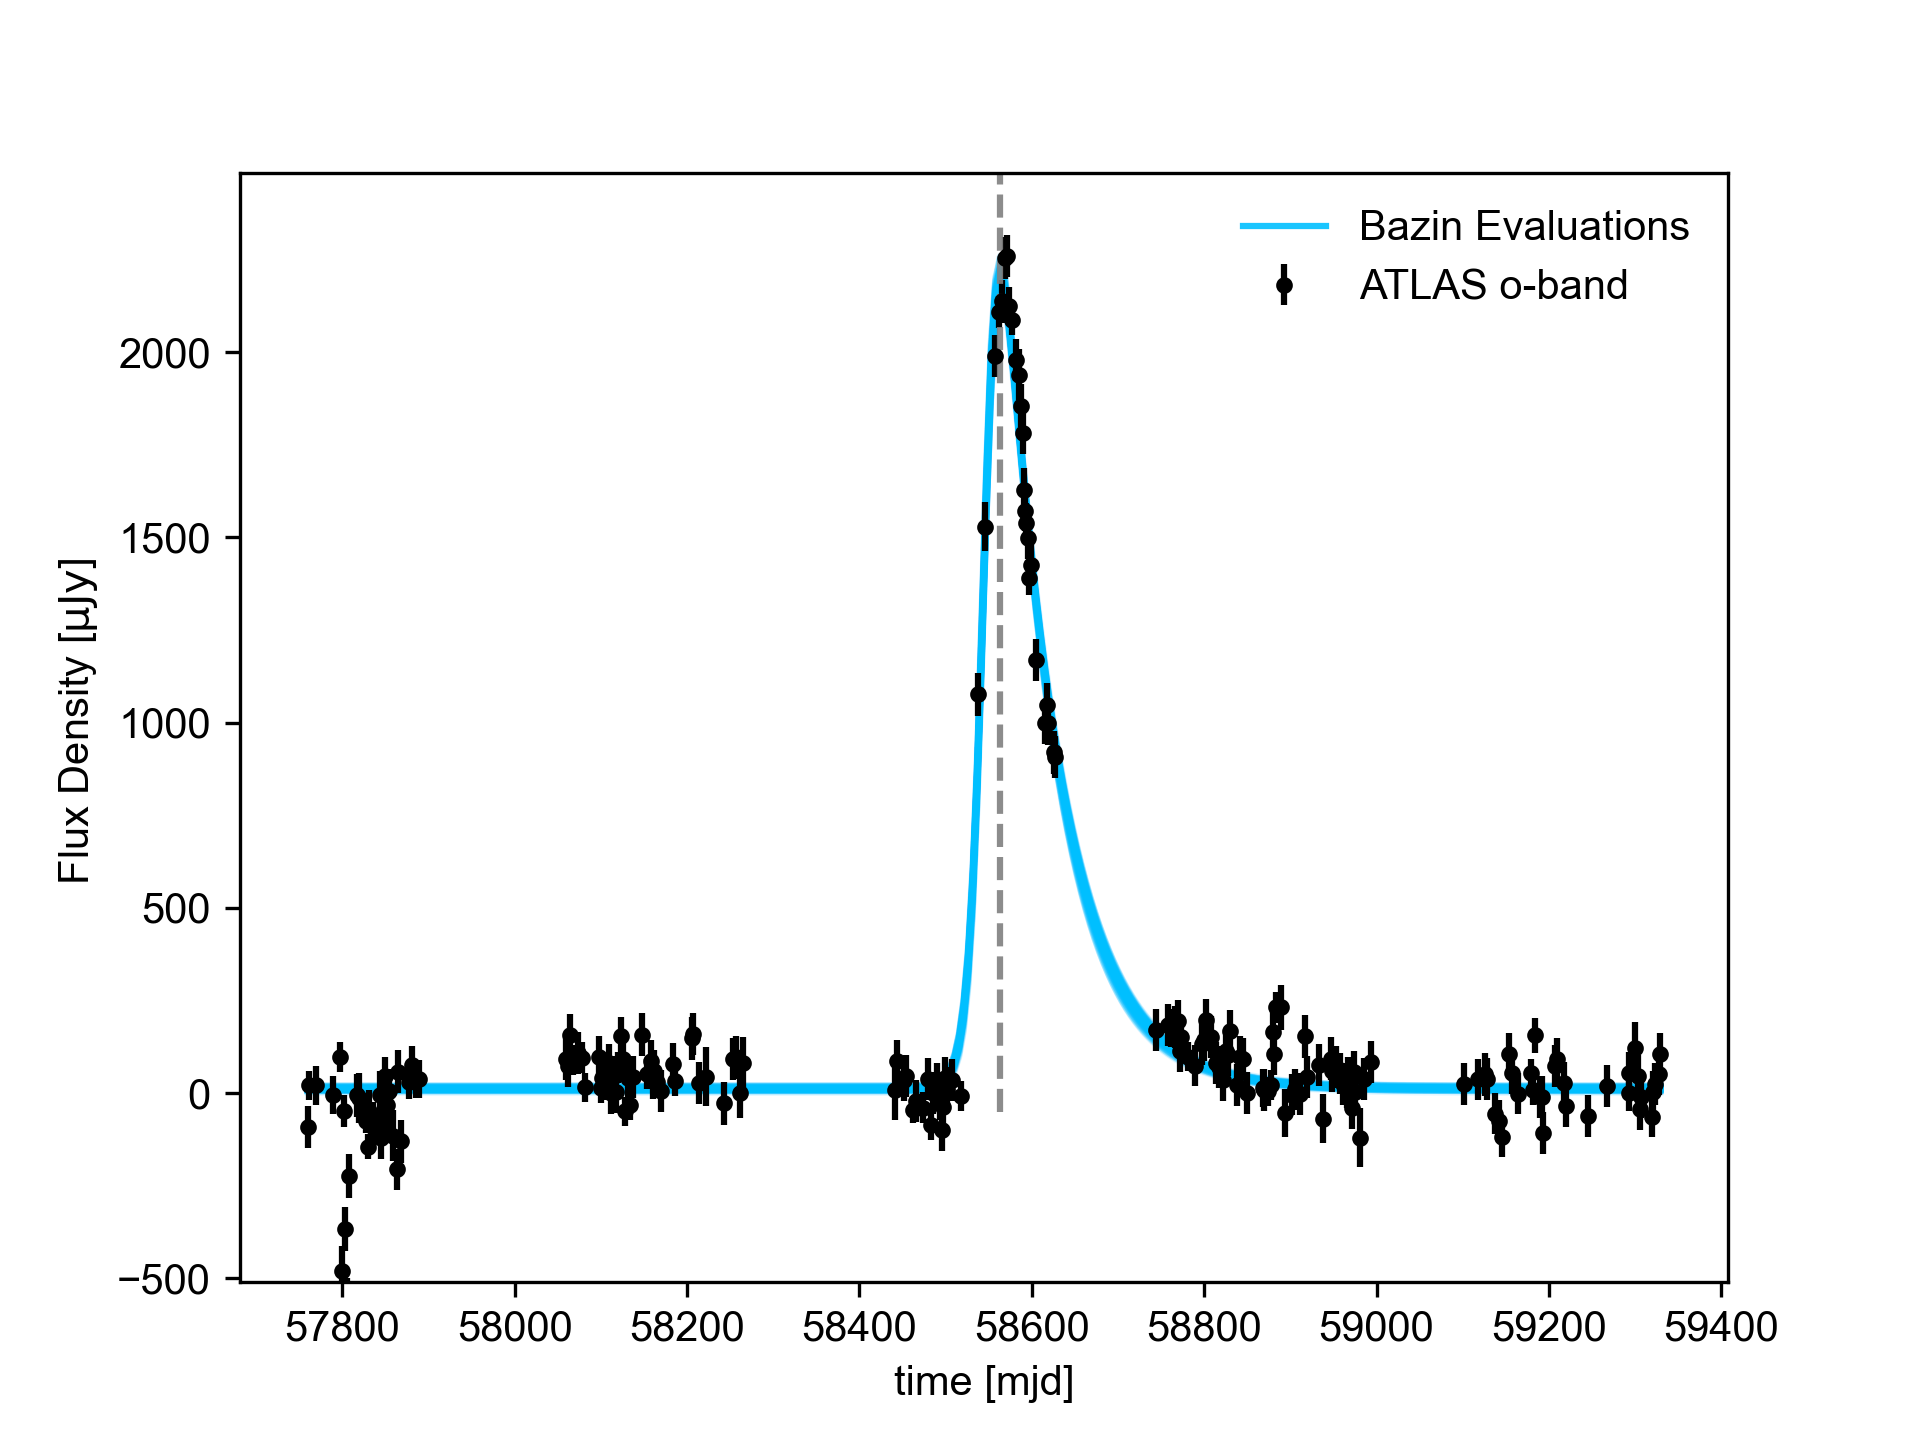 Bazin Evaluations
ATLAS o-band
Flux Density [µJy]
2000
1500
1000
500
0
−500
57800 58000 58200 58400 58600 58800 59000 59200 59400
time [mjd]